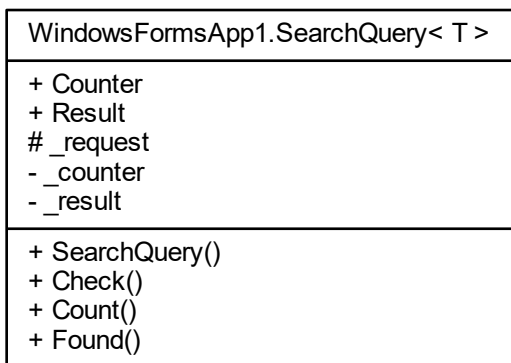 WindowsFormsApp1.SearchQuery< T >
+ Counter
+ Result
# _request
- _counter
- _result
+ SearchQuery()
+ Check()
+ Count()
+ Found()